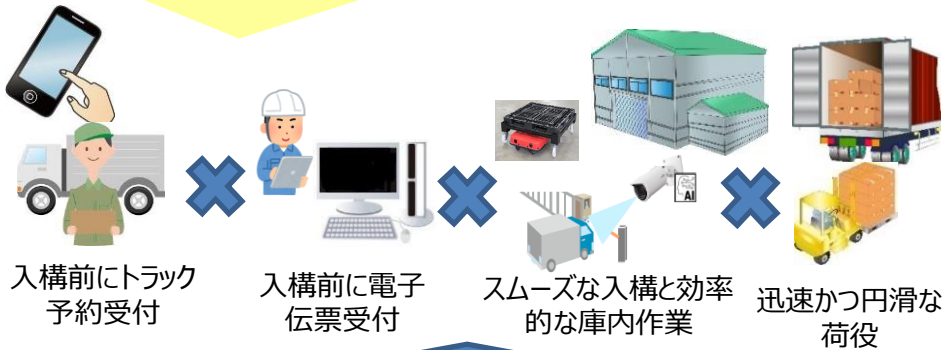 AI
入構前にトラック
予約受付
入構前に電子
伝票受付
スムーズな入構と効率
的な庫内作業
迅速かつ円滑な
荷役